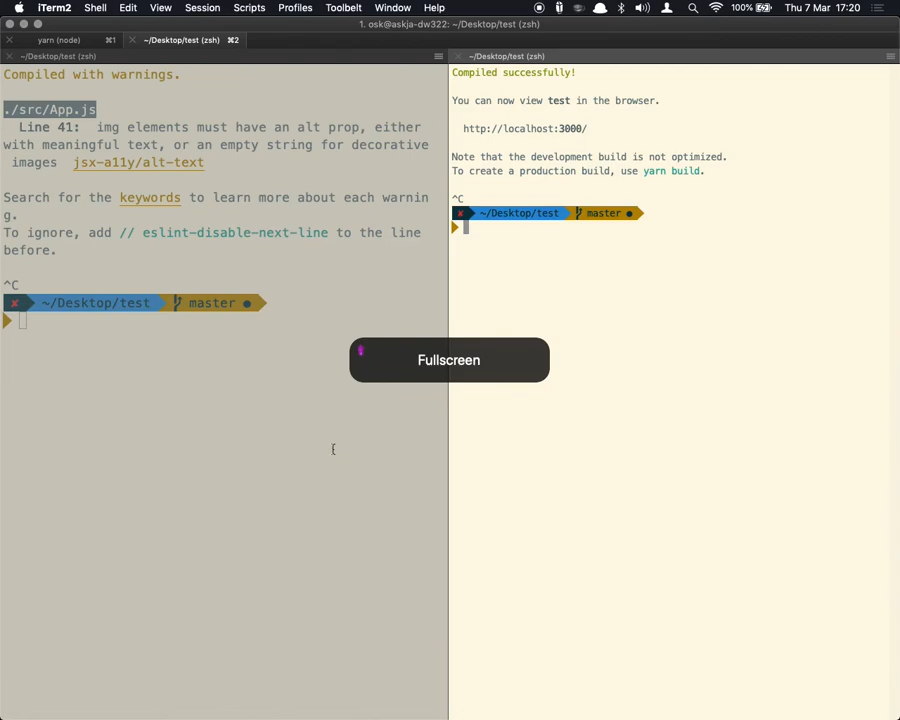 iTerm2 Shell Edit View Session Scripts Profiles Toolbelt Window Help 100% Thu 7 Mar 17:20
1. osk@askja-dw322: ~/Desktop/test (zsh)
yarn (node) ⌘1 ~/Desktop/test (zsh) ⌘2
~/Desktop/test (zsh)
Compiled with warnings.
./src/App.js
Line 41: img elements must have an alt prop, either
with meaningful text, or an empty string for decorative
images jsx-a11y/alt-text
Search for the keywords to learn more about each warnin
g.
To ignore, add // eslint-disable-next-line to the line
before.
^C
✘ ~/Desktop/test master ●
~/Desktop/test (zsh)
Compiled successfully!
You can now view test in the browser.
http://localhost:3000/
Note that the development build is not optimized.
To create a production build, use yarn build.
^C
✘ ~/Desktop/test master ●
Fullscreen